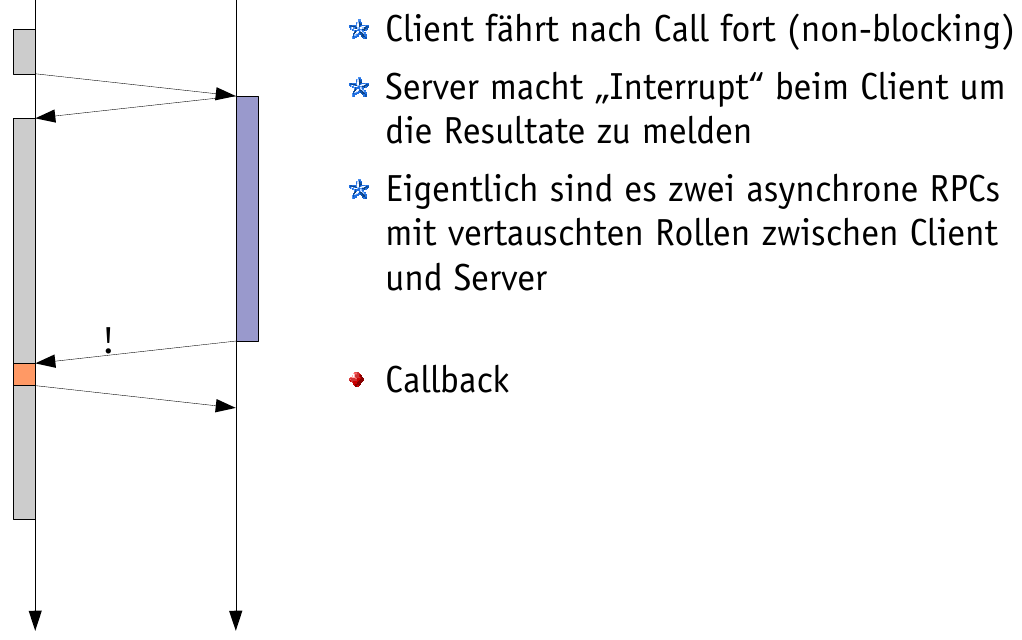 Client fährt nach Call fort (non-blocking)
Server macht „Interrupt“ beim Client um
die Resultate zu melden
Eigentlich sind es zwei asynchrone RPCs
mit vertauschten Rollen zwischen Client
und Server
!
Callback